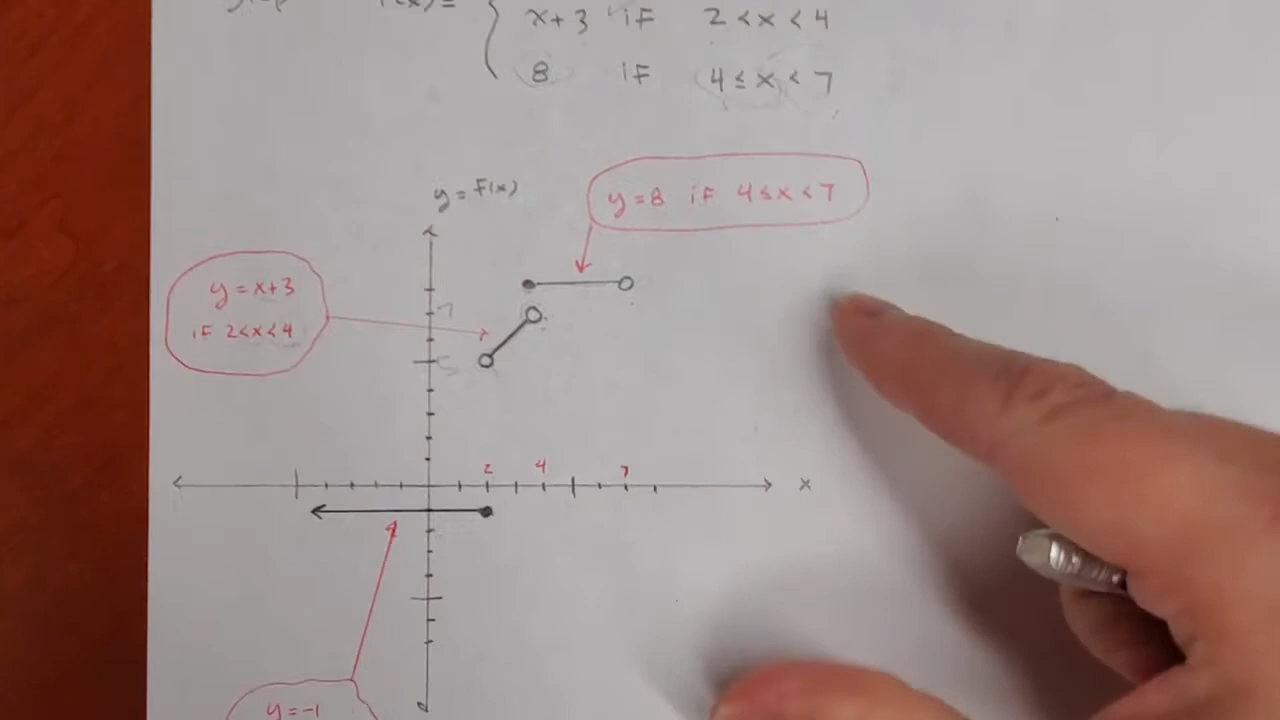 f(x) =
x+3 if 2 < x < 4
8 if 4 ≤ x < 7
y = F(x)
y = 8 if 4 ≤ x < 7
y = x+3
if 2<x<4
7
5
2 4 7
x
y = -1